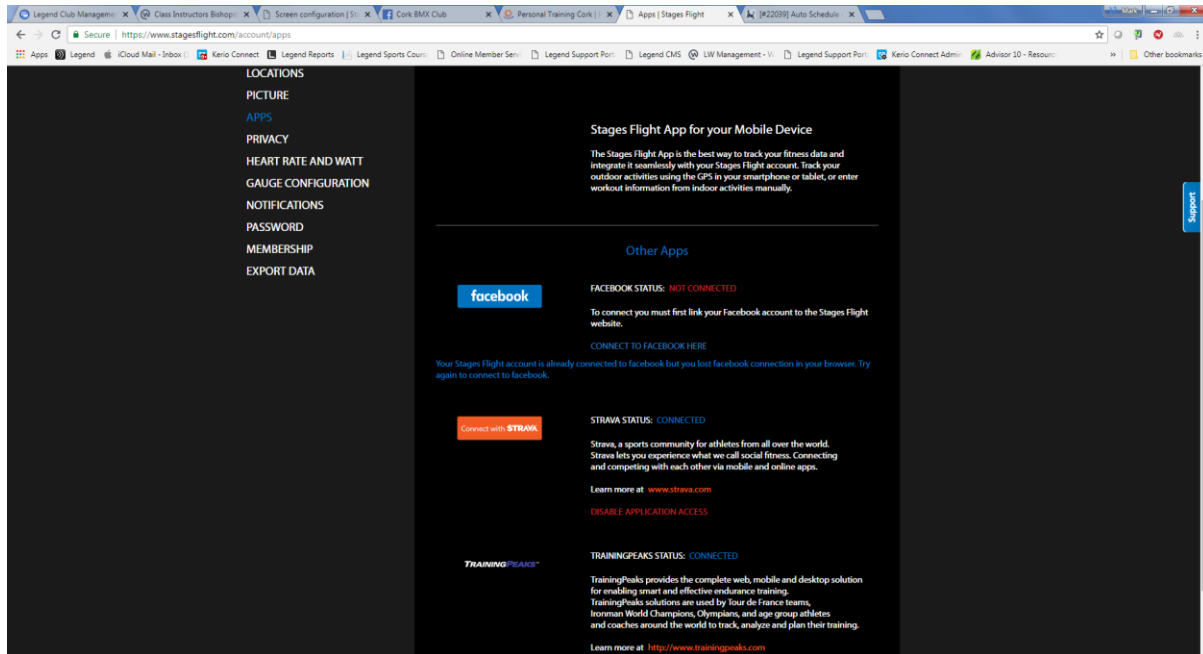 Legend Club Manageme
Class Instructors Bishops
Screen configuration | St
Cork BMX Club
Personal Training Cork |
Apps | Stages Flight
[#22039] Auto Schedule
Mark
Secure | https://www.stagesflight.com/account/apps
Apps
Legend
iCloud Mail - Inbox (
Kerio Connect
Legend Reports
Legend Sports Cours
Online Member Serv
Legend Support Port
Legend CMS
LW Management - V
Legend Support Port
Kerio Connect Admin
Advisor 10 - Resourc
»
Other bookmarks
LOCATIONS
PICTURE
APPS
PRIVACY
HEART RATE AND WATT
GAUGE CONFIGURATION
NOTIFICATIONS
PASSWORD
MEMBERSHIP
EXPORT DATA
Stages Flight App for your Mobile Device
The Stages Flight App is the best way to track your fitness data and
integrate it seamlessly with your Stages Flight account. Track your
outdoor activities using the GPS in your smartphone or tablet, or enter
workout information from indoor activities manually.
Support
Other Apps
facebook
FACEBOOK STATUS: NOT CONNECTED
To connect you must first link your Facebook account to the Stages Flight
website.
CONNECT TO FACEBOOK HERE
Your Stages Flight account is already connected to facebook but you lost facebook connection in your browser. Try
again to connect to facebook.
Connect with STRAVA
STRAVA STATUS: CONNECTED
Strava, a sports community for athletes from all over the world.
Strava lets you experience what we call social fitness. Connecting
and competing with each other via mobile and online apps.
Learn more at www.strava.com
DISABLE APPLICATION ACCESS
TRAININGPEAKS
TRAININGPEAKS STATUS: CONNECTED
TrainingPeaks provides the complete web, mobile and desktop solution
for enabling smart and effective endurance training.
TrainingPeaks solutions are used by Tour de France teams,
Ironman World Champions, Olympians, and age group athletes
and coaches around the world to track, analyze and plan their training.
Learn more at http://www.trainingpeaks.com